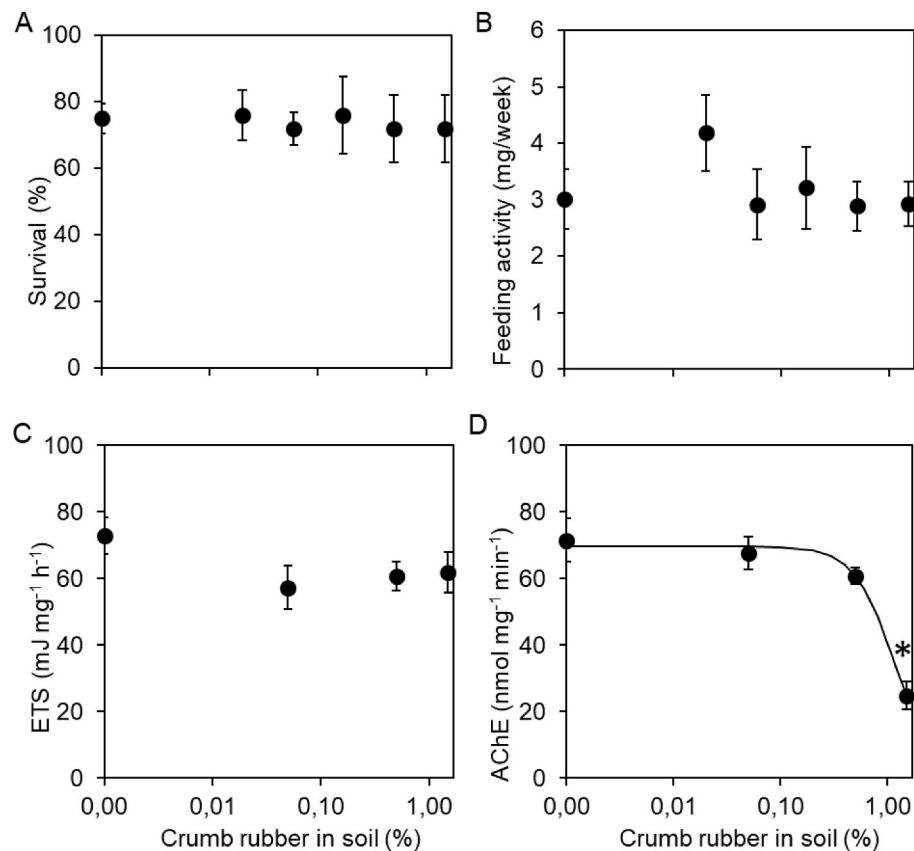 A
100
80
60
40
20
0
Survival (%)
B
6
5
4
3
2
1
0
Feeding activity (mg/week)
C
100
80
60
40
20
0
ETS (mJ mg⁻¹ h⁻¹)
0,00 0,01 0,10 1,00
Crumb rubber in soil (%)
D
100
80
60
40
20
0
AChE (nmol mg⁻¹ min⁻¹)
*
0,00 0,01 0,10 1,00
Crumb rubber in soil (%)